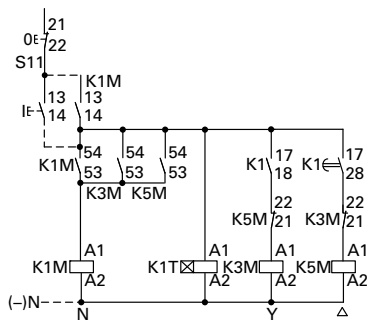 21
0E
22
S11
K1M
13 13
IE
14 14
54 54 54 17 17
K1M K1 K1
53 53 53 18 28
K3M K5M
22 22
K5M K3M
21 21
A1 A1 A1 A1
K1M K1T K3M K5M
A2 A2 A2 A2
(–)N
N Y △